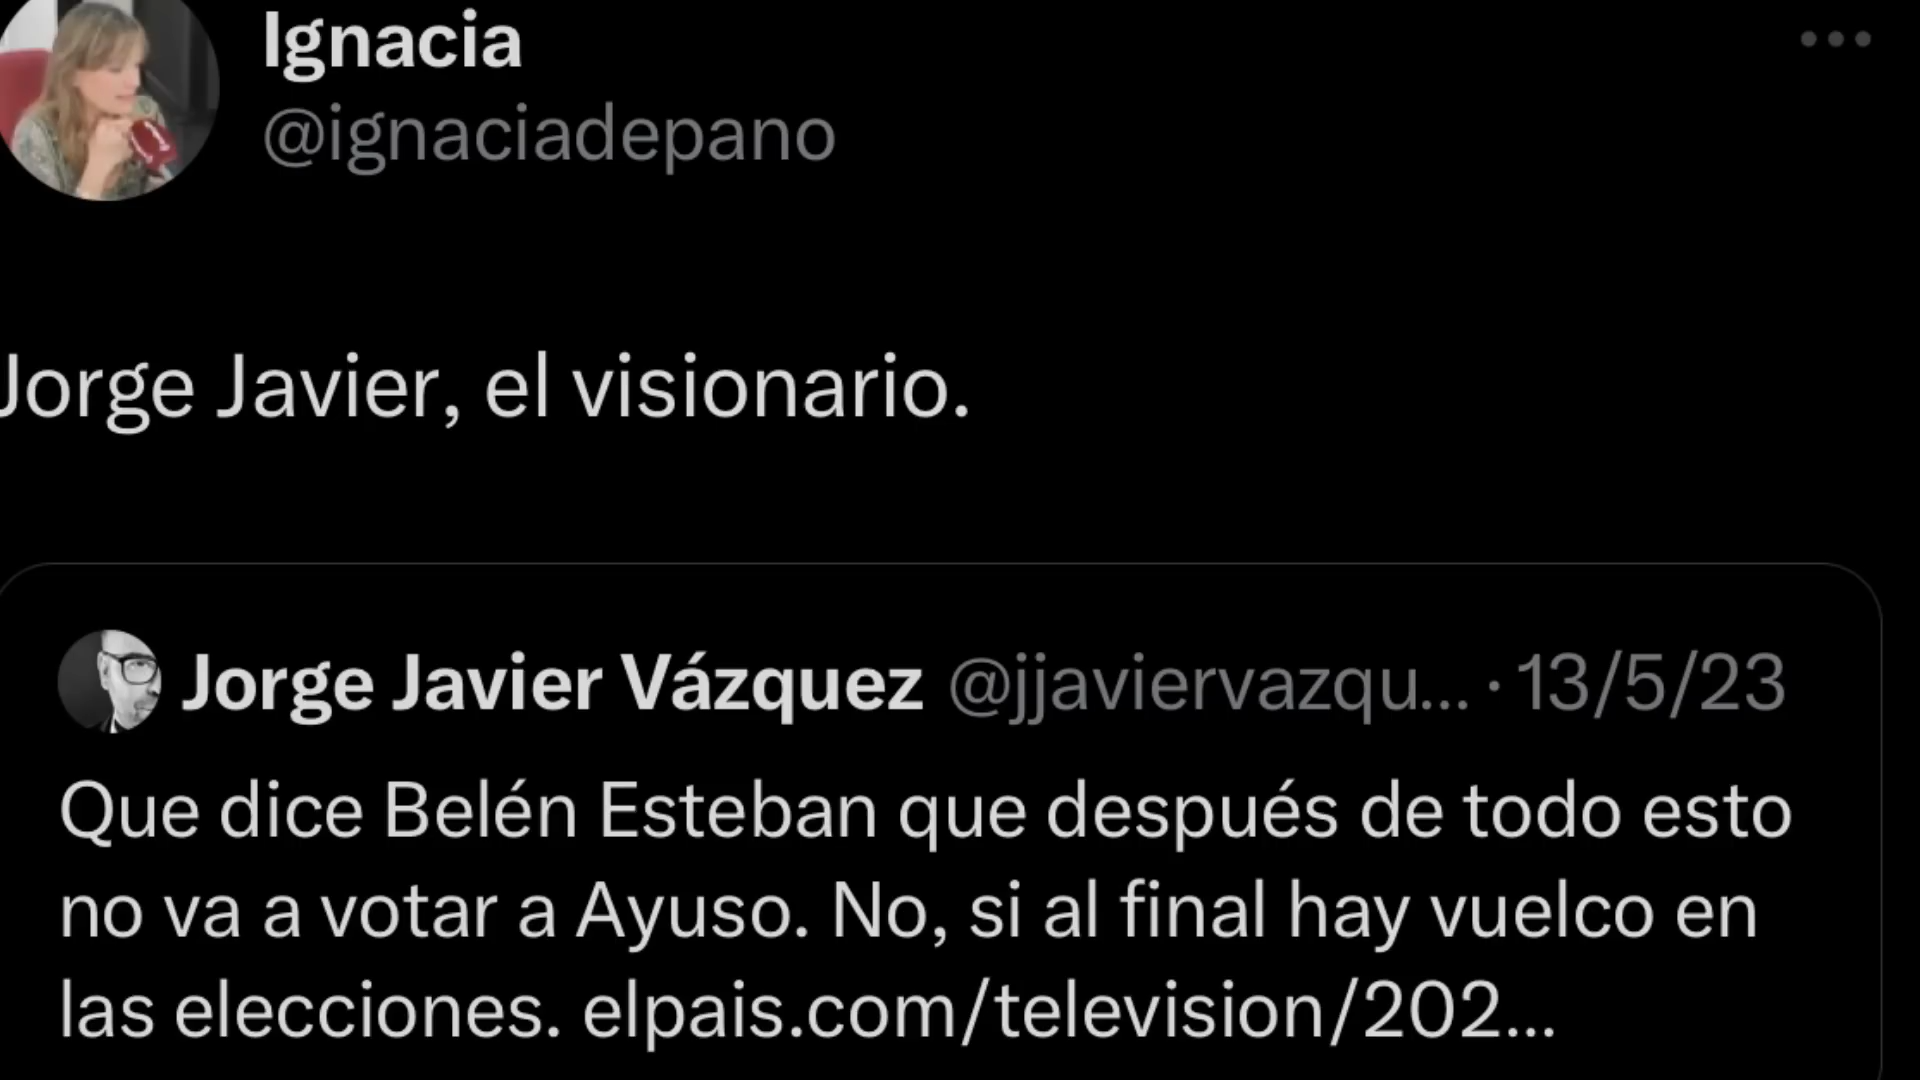 Ignacia
@ignaciadepano
Jorge Javier, el visionario.
Jorge Javier Vázquez @jjaviervazqu... · 13/5/23
Que dice Belén Esteban que después de todo esto
no va a votar a Ayuso. No, si al final hay vuelco en
las elecciones. elpais.com/television/202...